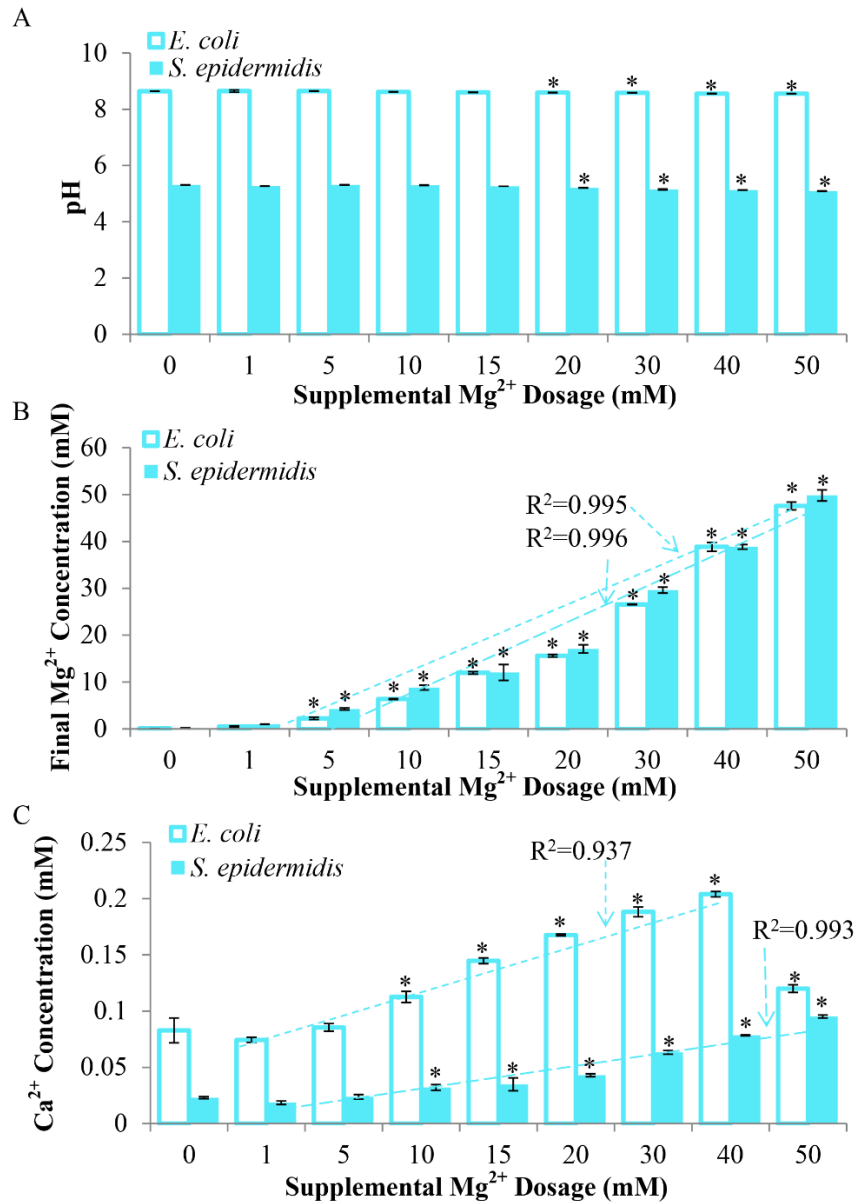 A
E. coli
S. epidermidis
pH
10
8
6
4
2
0
* * * *
* * * *
0 1 5 10 15 20 30 40 50
Supplemental Mg²⁺ Dosage (mM)
B
E. coli
S. epidermidis
Final Mg²⁺ Concentration (mM)
60
50
40
30
20
10
0
R²=0.995
R²=0.996
* * * * * * * * * * * * * *
0 1 5 10 15 20 30 40 50
Supplemental Mg²⁺ Dosage (mM)
C
E. coli
S. epidermidis
Ca²⁺ Concentration (mM)
0.25
0.2
0.15
0.1
0.05
0
R²=0.937
R²=0.993
* * * * * *
* * * * * *
0 1 5 10 15 20 30 40 50
Supplemental Mg²⁺ Dosage (mM)